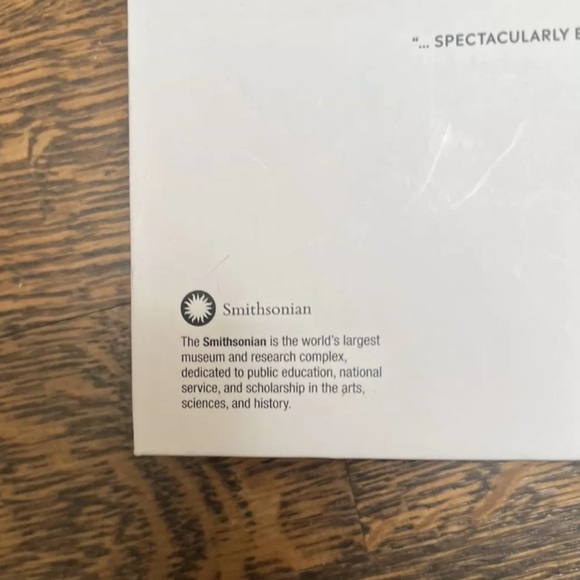 “... SPECTACULARLY
Smithsonian
The Smithsonian is the world's largest
museum and research complex,
dedicated to public education, national
service, and scholarship in the arts,
sciences, and history.